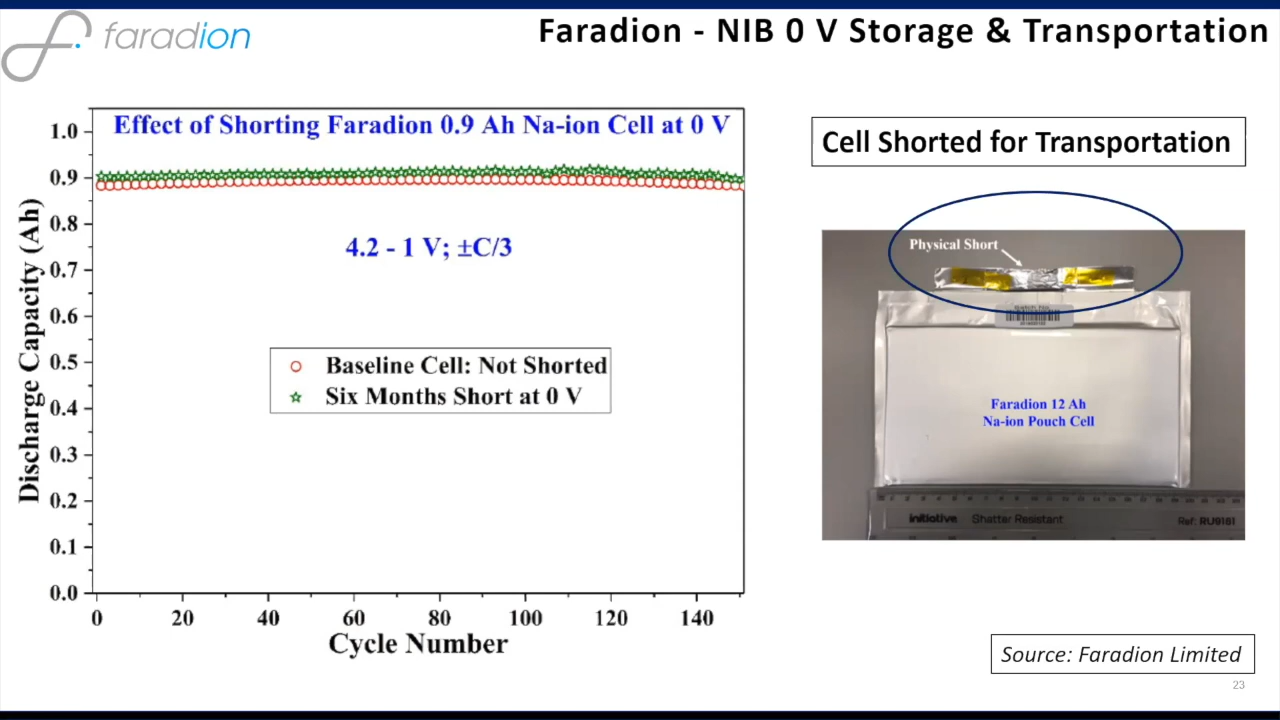 faradion
Faradion - NIB 0 V Storage & Transportation
Effect of Shorting Faradion 0.9 Ah Na-ion Cell at 0 V
4.2 - 1 V; ±C/3
Baseline Cell: Not Shorted
Six Months Short at 0 V
Discharge Capacity (Ah)
1.0
0.9
0.8
0.7
0.6
0.5
0.4
0.3
0.2
0.1
0.0
0 20 40 60 80 100 120 140
Cycle Number
Cell Shorted for Transportation
Physical Short
Faradion 12 Ah
Na-ion Pouch Cell
initiative Shatter Resistant Ref: RU9161
Source: Faradion Limited
23